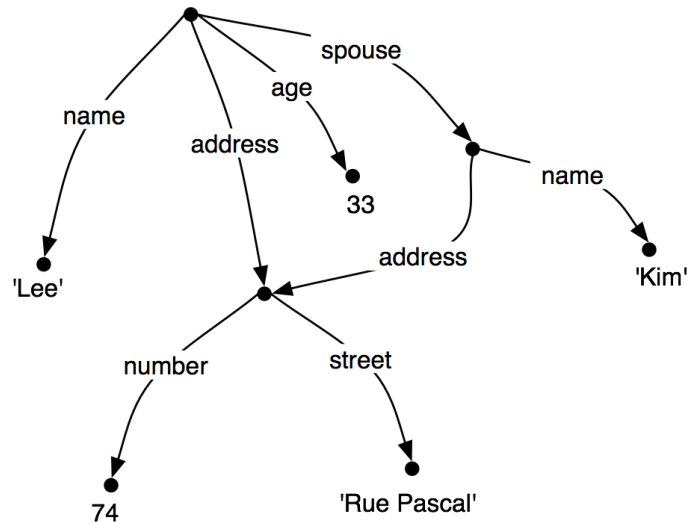 spouse
age
name
address
name
33
address
'Lee'
'Kim'
number
street
74
'Rue Pascal'